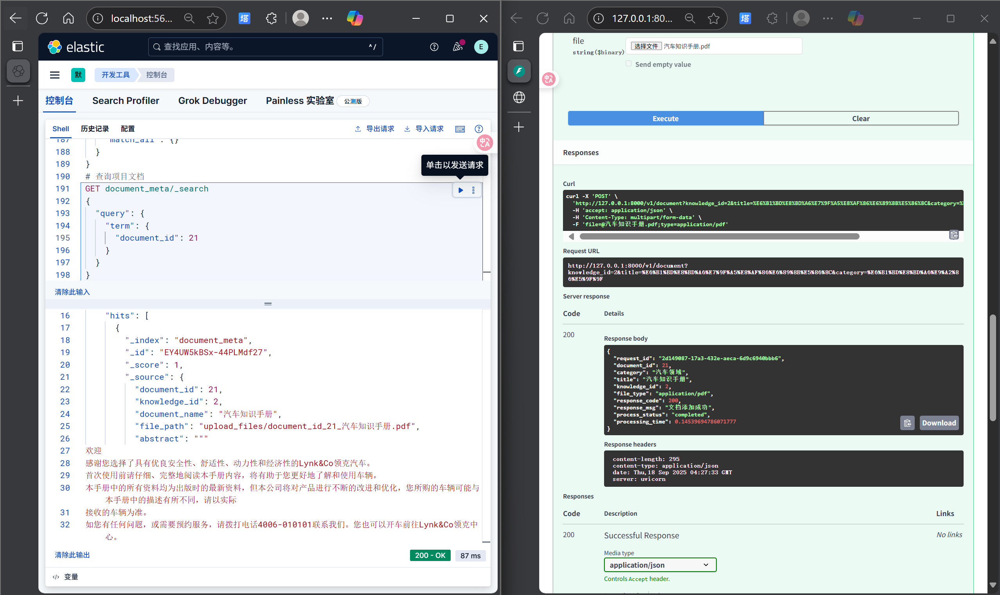 localhost:56...
塔
elastic
查找应用、内容等。
^ /
E
默
开发工具
控制台
控制台
Search Profiler
Grok Debugger
Painless 实验室
公测版
Shell
历史记录
配置
导出请求
导入请求
中A
187 "match_all": {}
188 }
189 }
单击以发送请求
190 # 查询项目文档
191 GET document_meta/_search
192 {
193 "query": {
194 "term": {
195 "document_id": 21
196 }
197 }
198 }
清除此输入
16 "hits": [
17 {
18 "_index": "document_meta",
19 "_id": "EY4UW5kBSx-44PLMdf27",
20 "_score": 1,
21 "_source": {
22 "document_id": 21,
23 "knowledge_id": 2,
24 "document_name": "汽车知识手册",
25 "file_path": "upload_files/document_id_21_汽车知识手册.pdf",
26 "abstract": """
27 欢迎
28 感谢您选择了具有优良安全性、舒适性、动力性和经济性的Lynk&Co领克汽车。
29 首次使用前请仔细、完整地阅读本手册内容，将有助于您更好地了解和使用车辆。
30 本手册中的所有资料均为出版时的最新资料，但本公司将对产品进行不断的改进和优化，您所购的车辆可能与
本手册中的描述有所不同，请以实际
31 接收的车辆为准。
32 如您有任何问题，或需要预约服务，请拨打电话4006-010101联系我们。您也可以开车前往Lynk&Co领克中
心。
清除此输出
200 - OK
87 ms
</> 变量
127.0.0.1:80...
塔
中A
file
string($binary)
选择文件 汽车知识手册.pdf
Send empty value
Execute
Clear
Responses
Curl
curl -X 'POST' \
'http://127.0.0.1:8000/v1/document?knowledge_id=2&title=%E6%B1%BD%E8%BD%A6%E7%9F%A5%E8%AF%86%E6%89%8B%E5%86%8C&category=%
-H 'accept: application/json' \
-H 'Content-Type: multipart/form-data' \
-F 'file=@汽车知识手册.pdf;type=application/pdf'
Request URL
http://127.0.0.1:8000/v1/document?
knowledge_id=2&title=%E6%B1%BD%E8%BD%A6%E7%9F%A5%E8%AF%86%E6%89%8B%E5%86%8C&category=%E6%B1%BD%E8%BD%A6%E9%A2%8
6%E5%9F%9F
Server response
Code
Details
200
Response body
{
"request_id": "2d149087-17a3-432e-aeca-6d9c6940bbb6",
"document_id": 21,
"category": "汽车领域",
"title": "汽车知识手册",
"knowledge_id": 2,
"file_type": "application/pdf",
"response_code": 200,
"response_msg": "文档添加成功",
"process_status": "completed",
"processing_time": 0.14539694786071777
}
Download
Response headers
content-length: 295
content-type: application/json
date: Thu,18 Sep 2025 04:27:33 GMT
server: uvicorn
Responses
Code
Description
Links
200
Successful Response
No links
Media type
application/json
Controls Accept header.